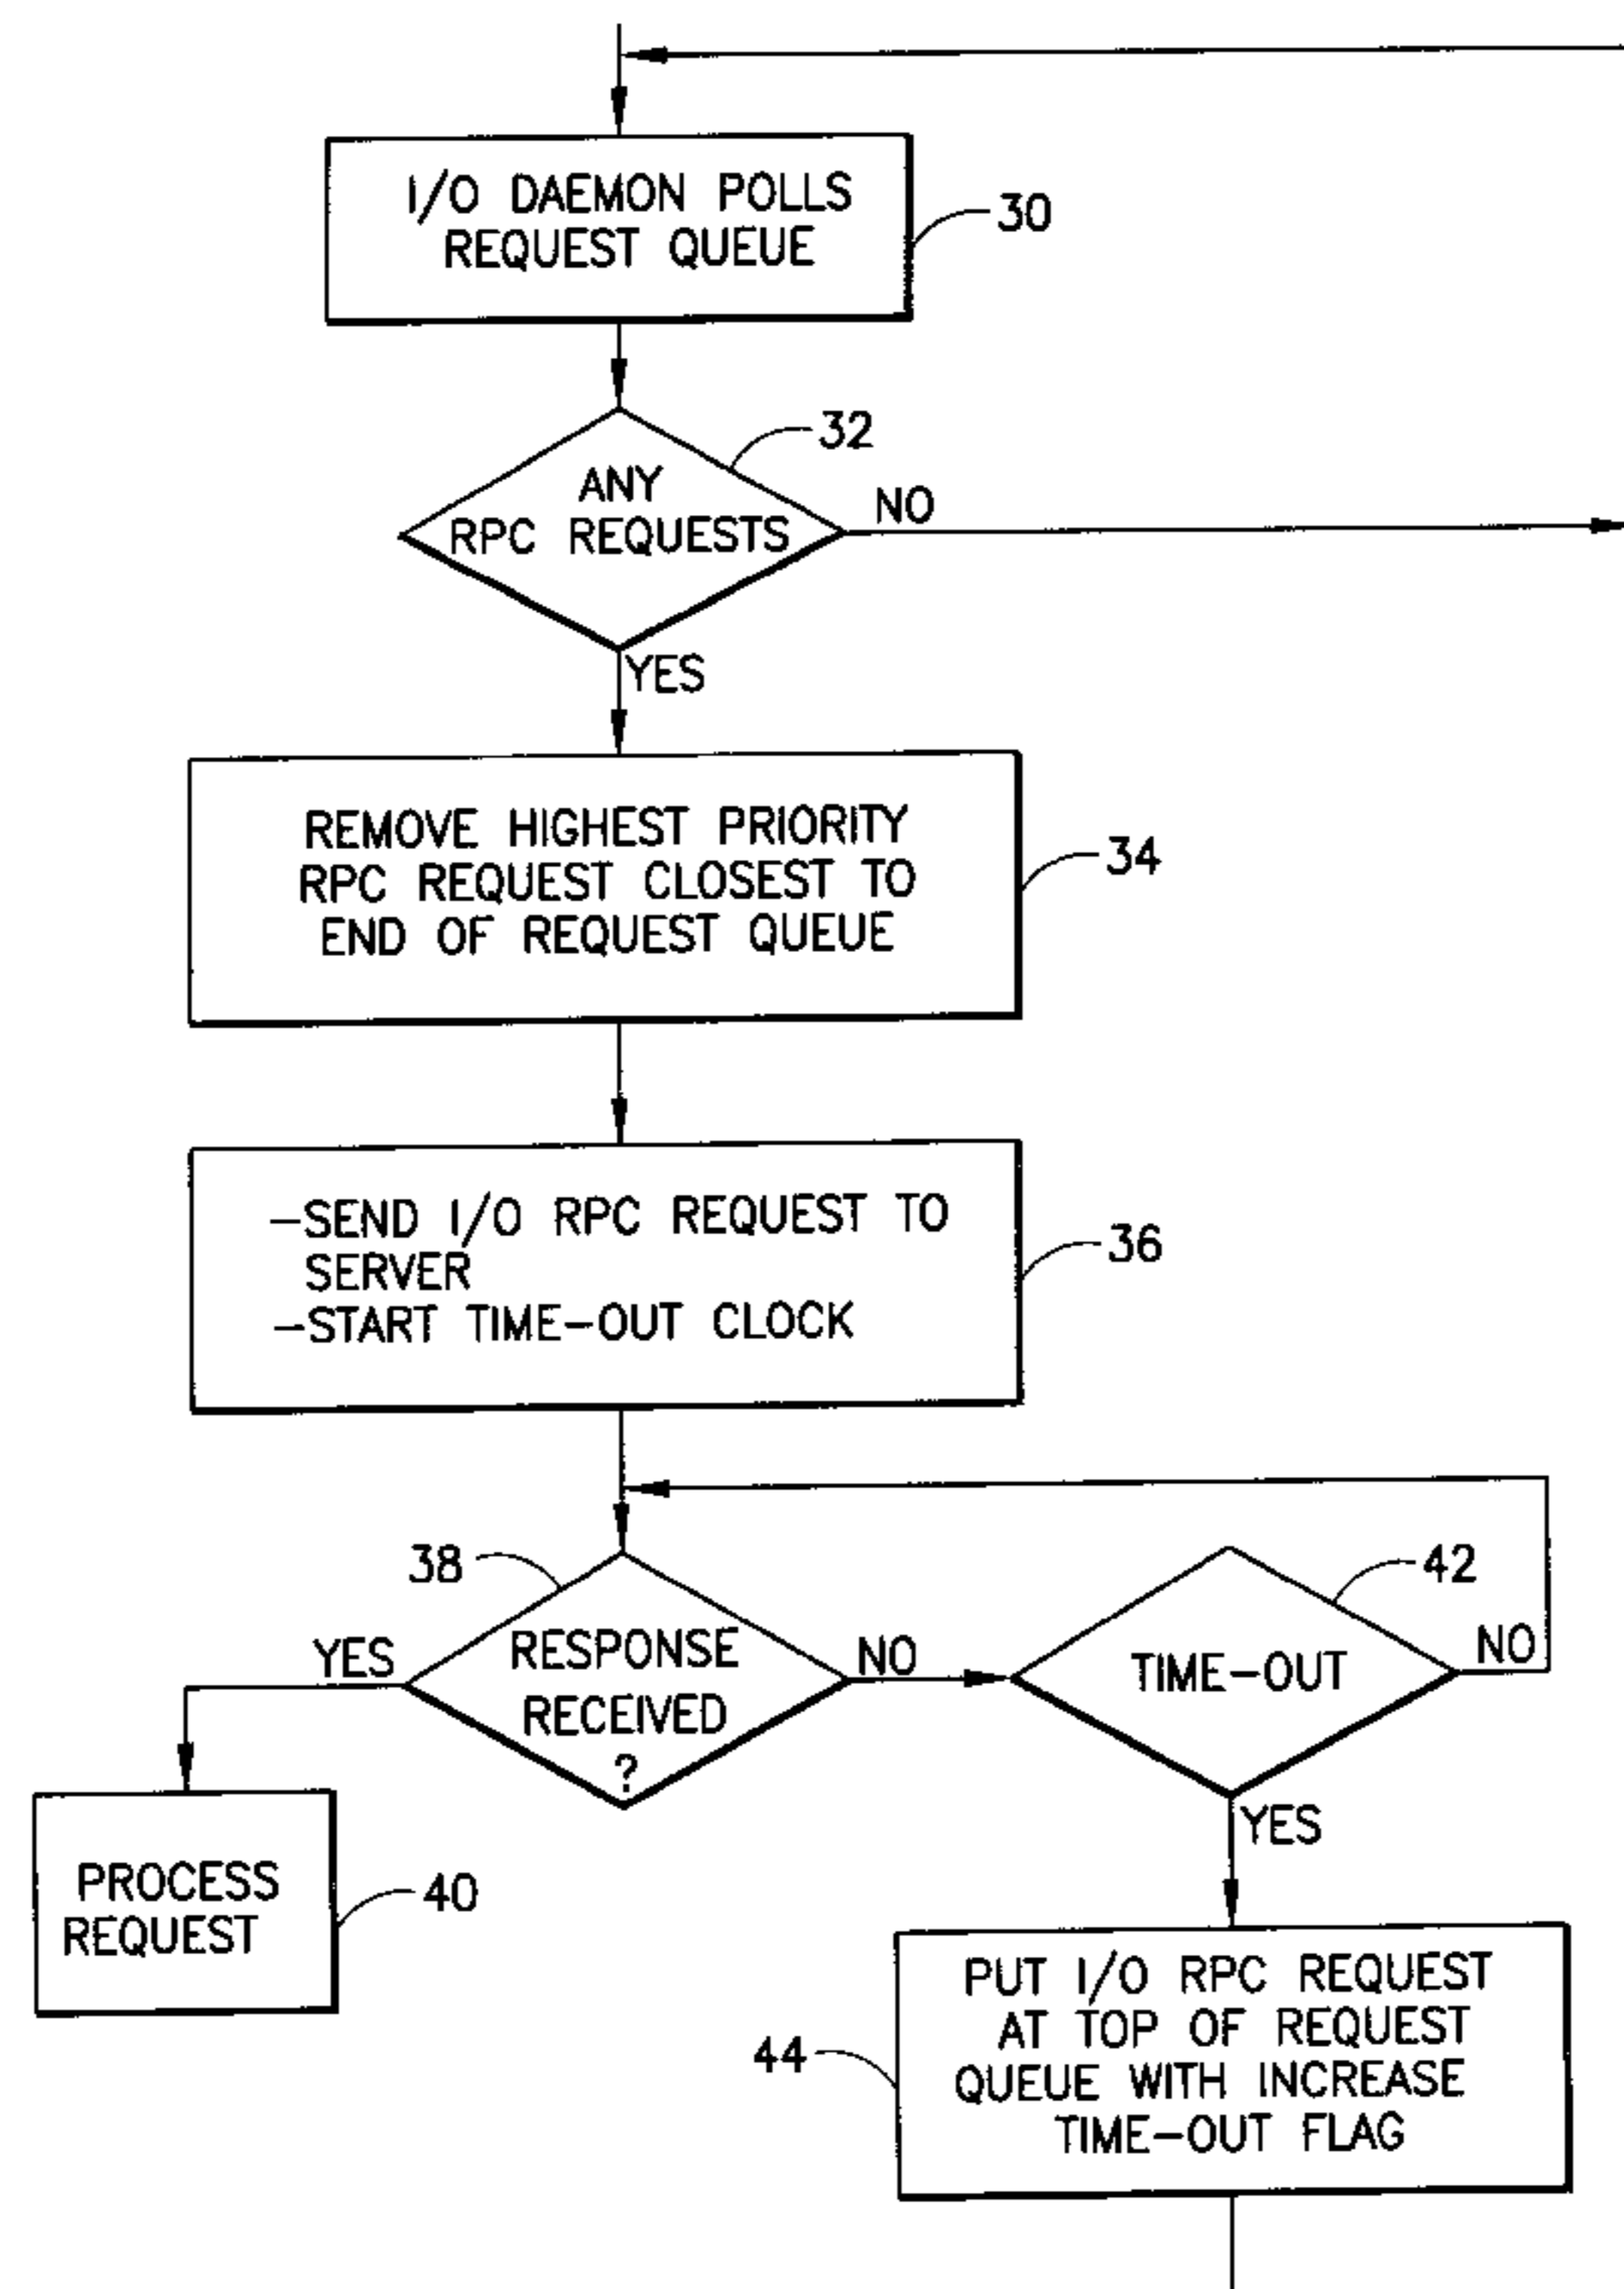 I/O DAEMON POLLS
REQUEST QUEUE
30
32
ANY
RPC REQUESTS
NO
YES
REMOVE HIGHEST PRIORITY
RPC REQUEST CLOSEST TO
END OF REQUEST QUEUE
34
-SEND I/O RPC REQUEST TO
SERVER
-START TIME-OUT CLOCK
36
38
YES
RESPONSE
RECEIVED
?
NO
42
TIME-OUT
NO
YES
PROCESS
REQUEST
40
44
PUT I/O RPC REQUEST
AT TOP OF REQUEST
QUEUE WITH INCREASE
TIME-OUT FLAG